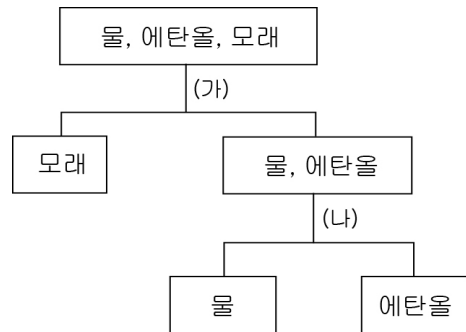 물, 에탄올, 모래
(가)
모래
물, 에탄올
(나)
물
에탄올